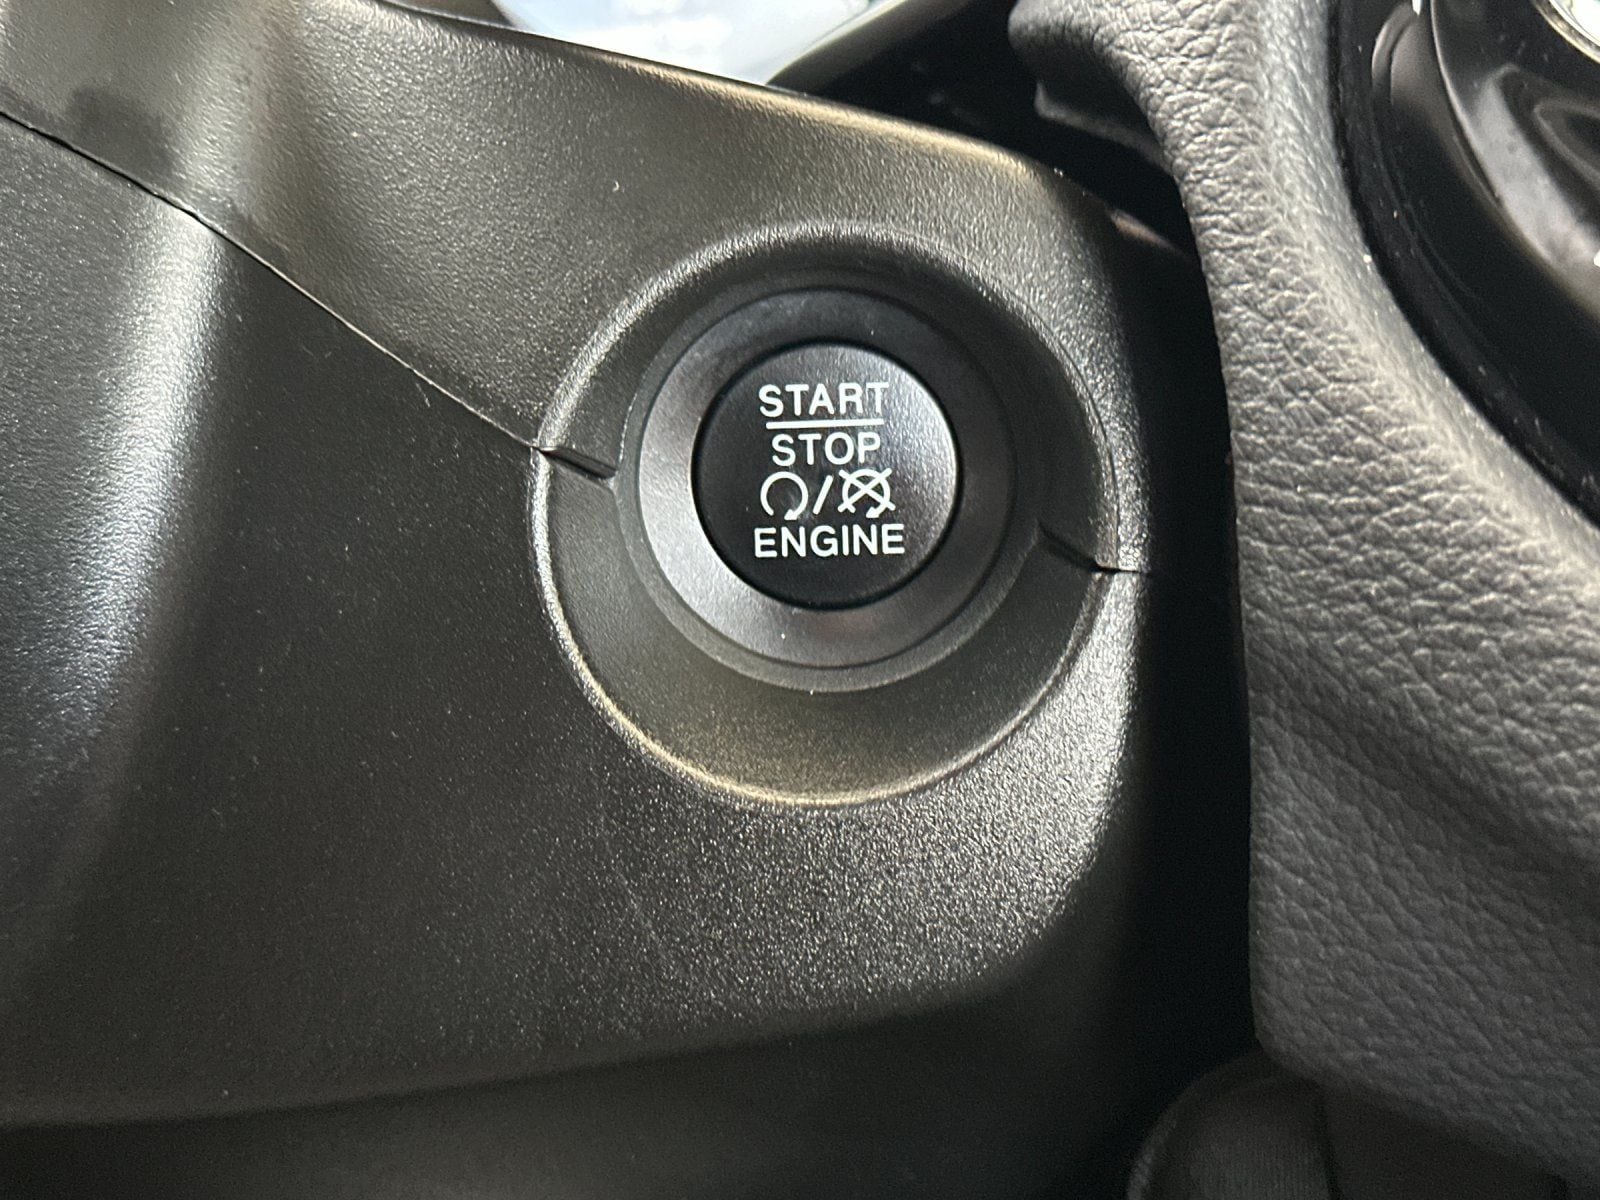 START
STOP
/
ENGINE